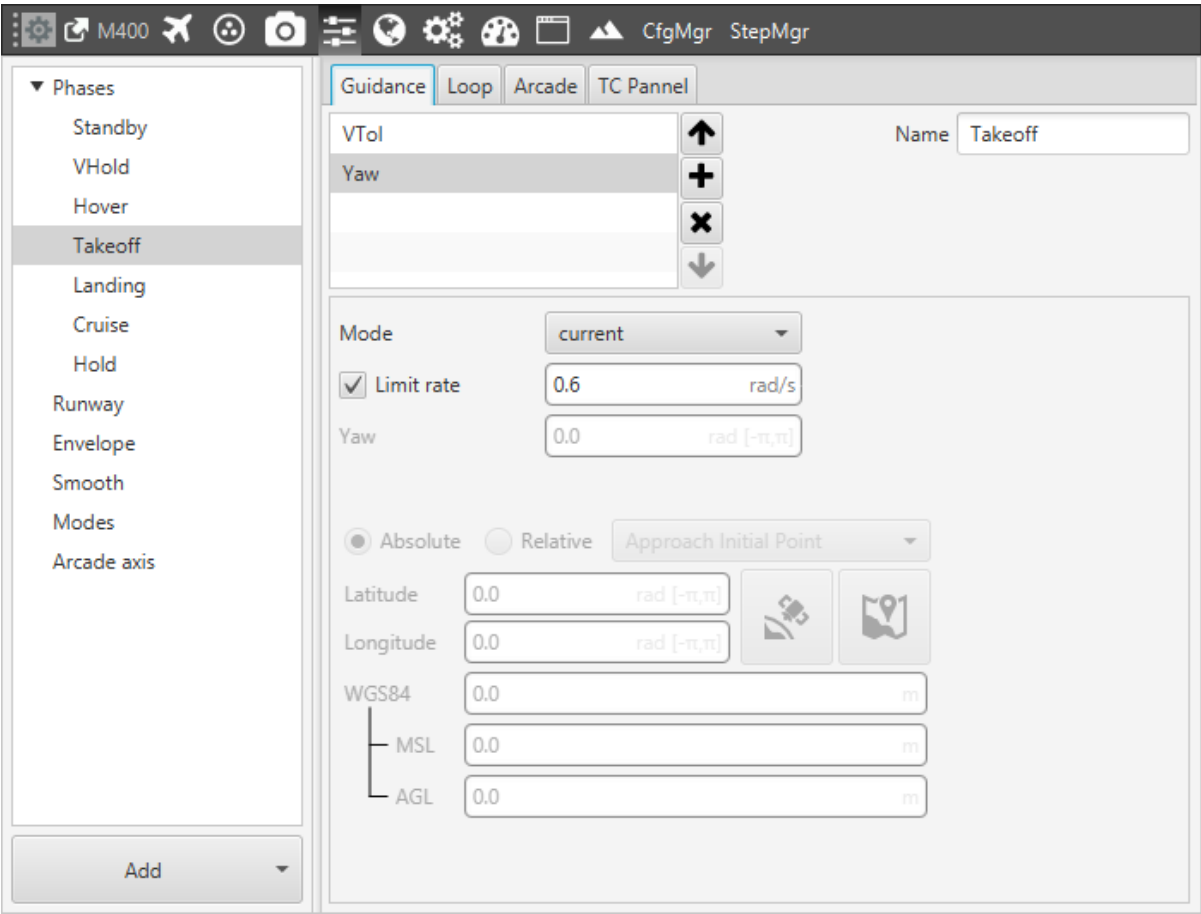 M400 CfgMgr StepMgr
Phases
Standby
VHold
Hover
Takeoff
Landing
Cruise
Hold
Runway
Envelope
Smooth
Modes
Arcade axis
Add
Guidance Loop Arcade TC Pannel
VTol
Yaw
Name Takeoff
Mode current
Limit rate 0.6 rad/s
Yaw 0.0 rad [-π,π]
Absolute Relative Approach Initial Point
Latitude 0.0 rad [-π,π]
Longitude 0.0 rad [-π,π]
WGS84 0.0 m
MSL 0.0 m
AGL 0.0 m